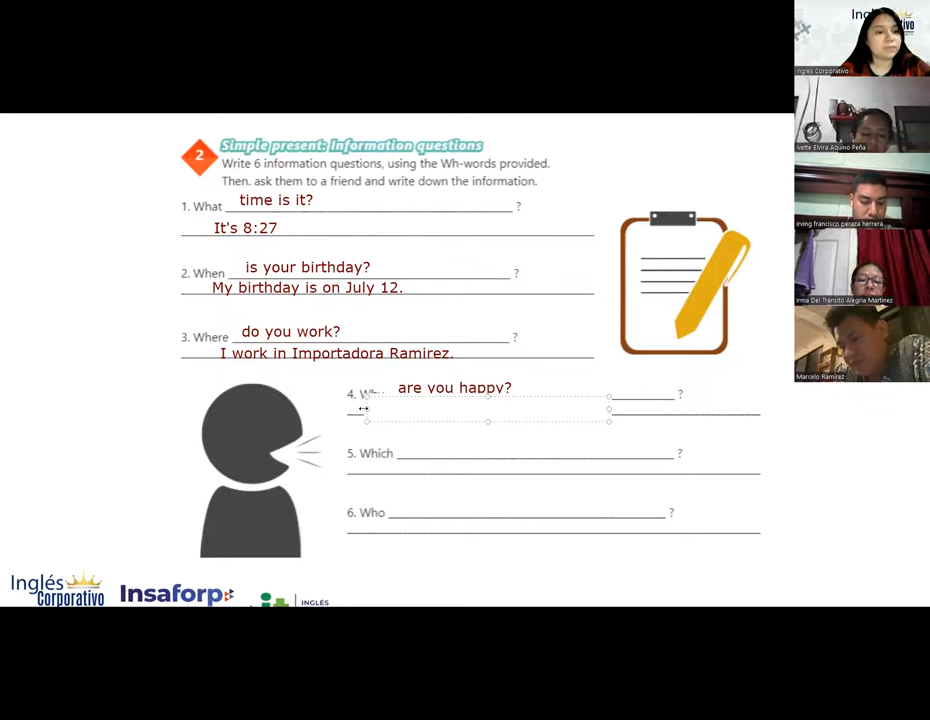 Inglés Corporativo
Ivette Elvira Aquino Peña
irving francisco peraza herrera
Irma Del Transito Alegria Martinez
Marcelo Ramirez
2
Simple present: Information questions
Write 6 information questions, using the Wh-words provided.
Then. ask them to a friend and write down the information.
1. What time is it? ?
It's 8:27
2. When is your birthday? ?
My birthday is on July 12.
3. Where do you work? ?
I work in Importadora Ramirez.
4. are you happy? ?
5. Which ?
6. Who ?
Inglés
Corporativo
Insaforp
INGLÉS